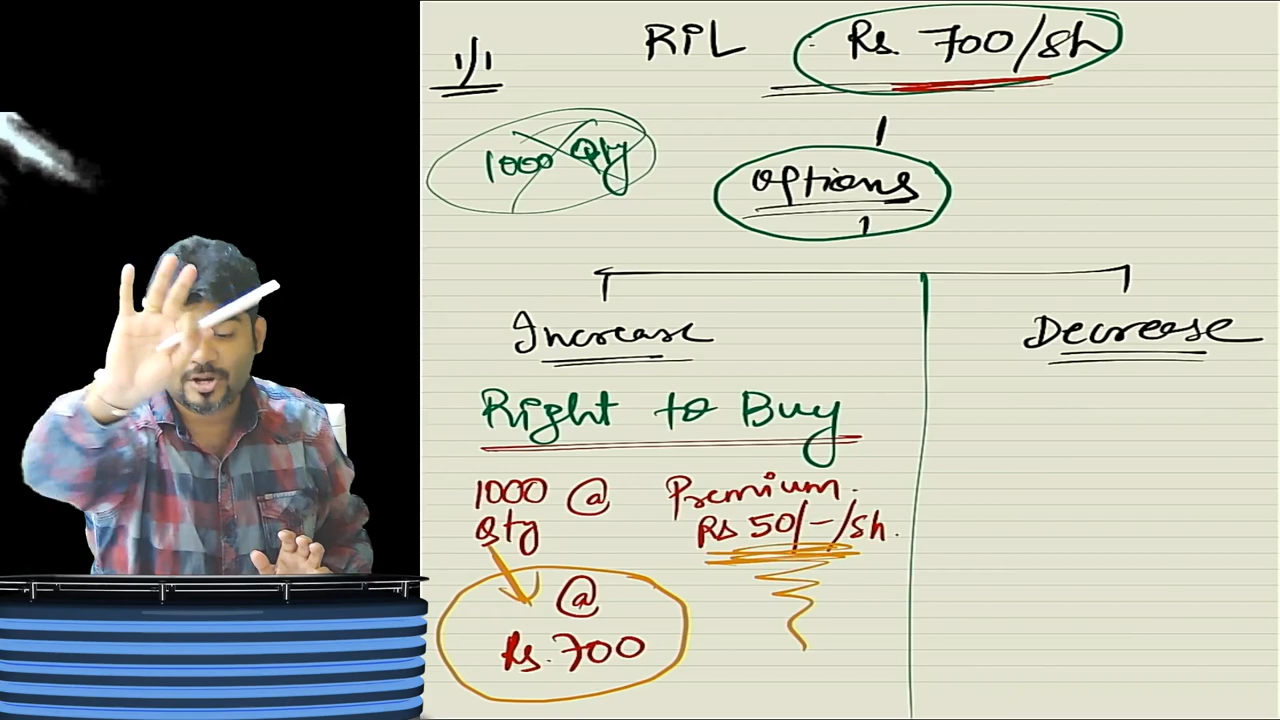 1/1
RIL Rs. 700/sh
1000 Qty
options
Increase
Decrease
Right to Buy
1000 @
Qty
Premium.
Rs 50/-/sh.
@
Rs. 700